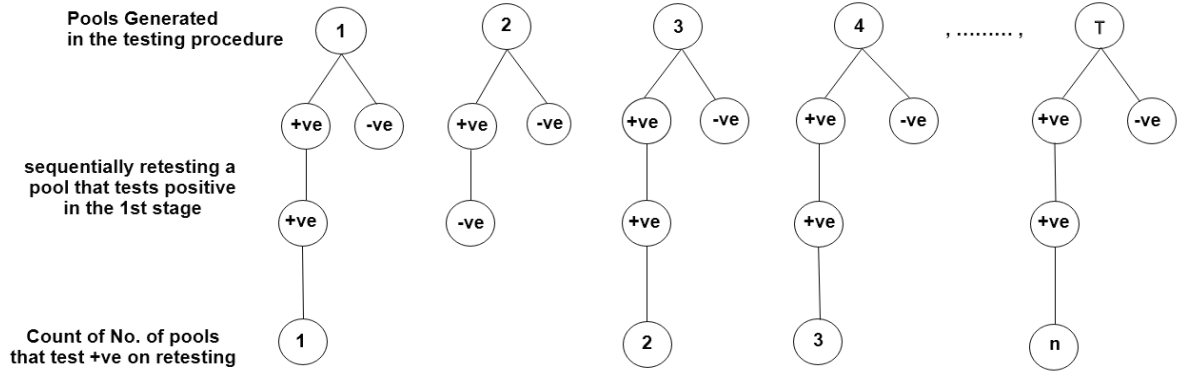 Pools Generated
in the testing procedure
1
2
3
4
, ......... ,
T
+ve
-ve
+ve
-ve
+ve
-ve
+ve
-ve
+ve
-ve
sequentially retesting a
pool that tests positive
in the 1st stage
+ve
-ve
+ve
+ve
+ve
Count of No. of pools
that test +ve on retesting
1
2
3
n